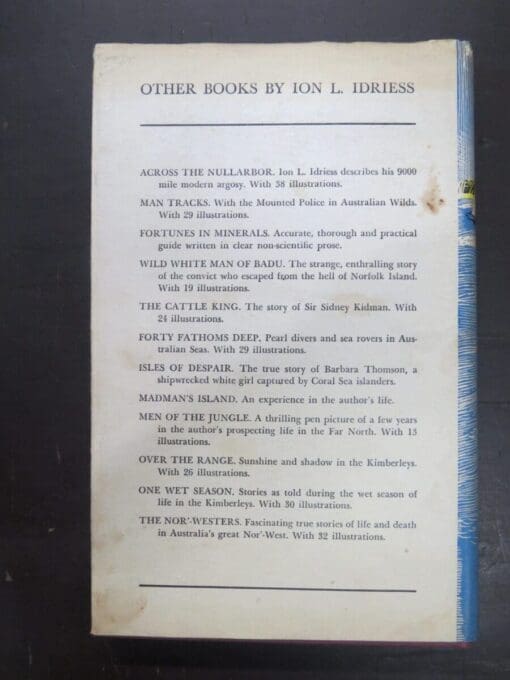 OTHER BOOKS BY ION L. IDRIESS
ACROSS THE NULLARBOR. Ion L. Idriess describes his 9000
mile modern argosy. With 58 illustrations.
MAN TRACKS. With the Mounted Police in Australian Wilds.
With 29 illustrations.
FORTUNES IN MINERALS. Accurate, thorough and practical
guide written in clear non-scientific prose.
WILD WHITE MAN OF BADU. The strange, enthralling story
of the convict who escaped from the hell of Norfolk Island.
With 19 illustrations.
THE CATTLE KING. The story of Sir Sidney Kidman. With
24 illustrations.
FORTY FATHOMS DEEP. Pearl divers and sea rovers in Aus-
tralian Seas. With 29 illustrations.
ISLES OF DESPAIR. The true story of Barbara Thomson, a
shipwrecked white girl captured by Coral Sea islanders.
MADMAN'S ISLAND. An experience in the author's life.
MEN OF THE JUNGLE. A thrilling pen picture of a few years
in the author's prospecting life in the Far North. With 13
illustrations.
OVER THE RANGE. Sunshine and shadow in the Kimberleys.
With 26 illustrations.
ONE WET SEASON. Stories as told during the wet season of
life in the Kimberleys. With 30 illustrations.
THE NOR'-WESTERS. Fascinating true stories of life and death
in Australia's great Nor'-West. With 32 illustrations.